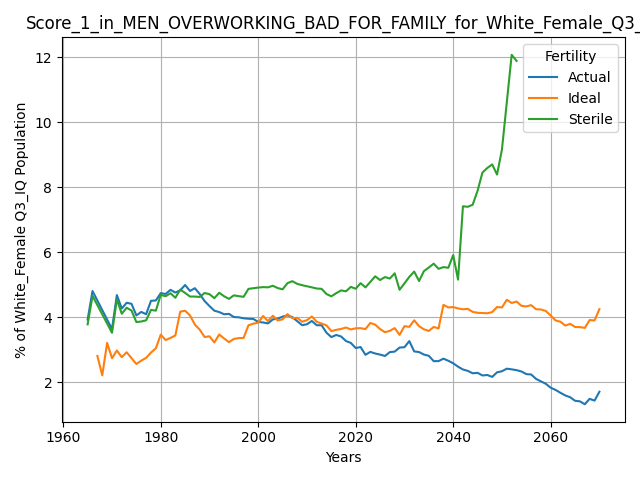 Score_1_in_MEN_OVERWORKING_BAD_FOR_FAMILY_for_White_Female_Q3_
% of White_Female Q3_IQ Population
12
10
8
6
4
2
Fertility
Actual
Ideal
Sterile
1960 1980 2000 2020 2040 2060
Years